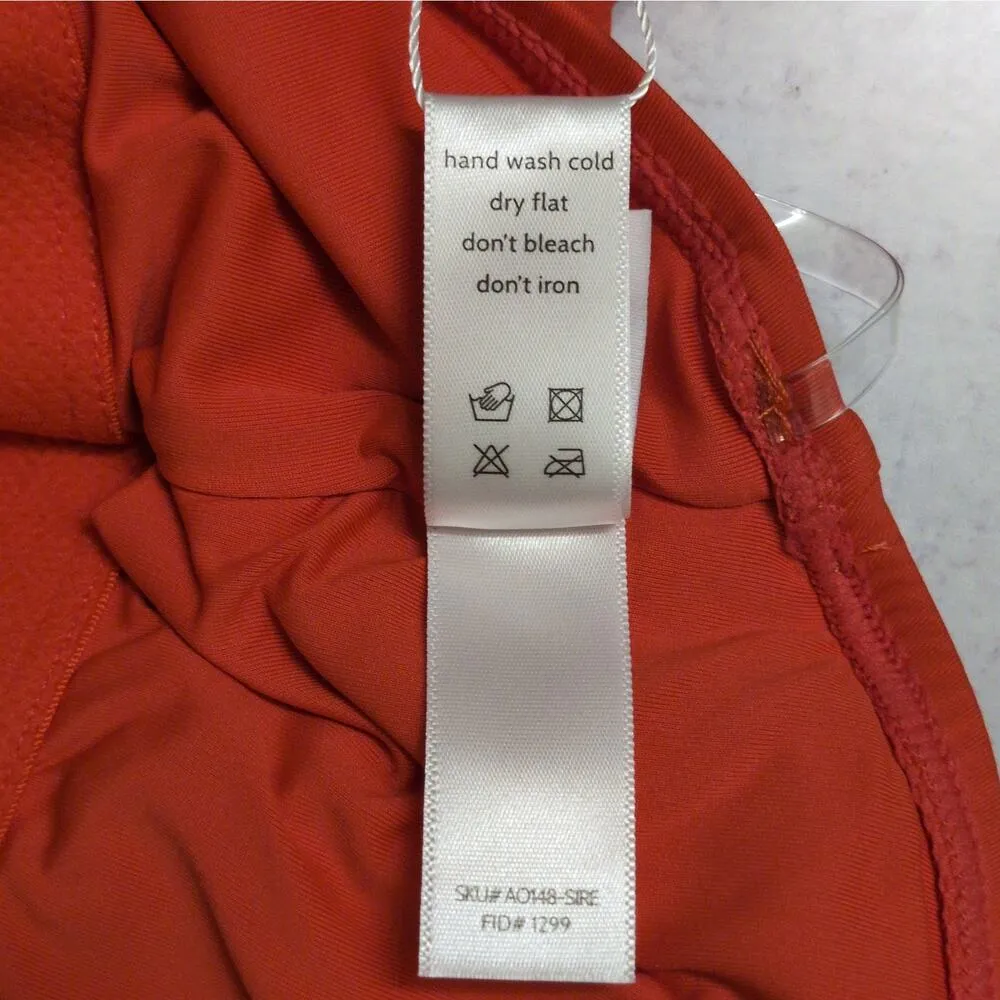 hand wash cold
dry flat
don't bleach
don't iron
SKU# AO148-SIRE
FID# 1299